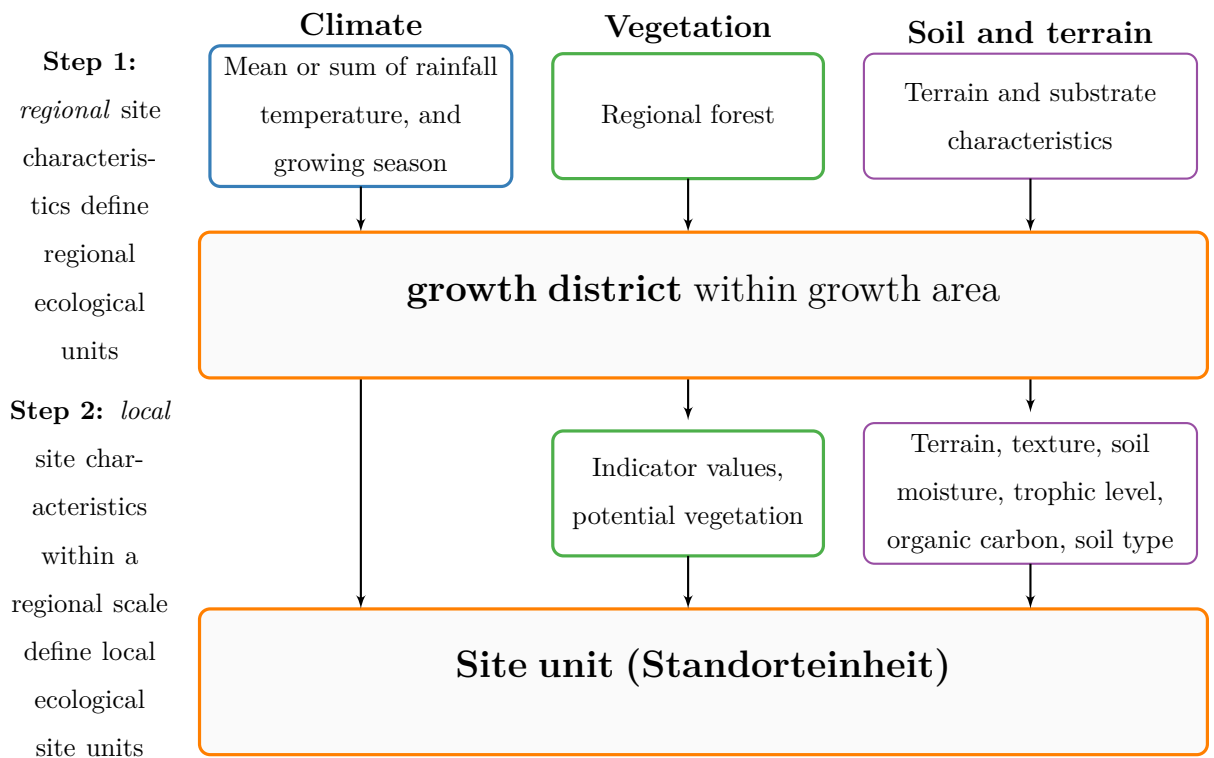 Climate
Vegetation
Soil and terrain
Step 1:
regional site
characteris-
tics define
regional
ecological
units
Mean or sum of rainfall
temperature, and
growing season
Regional forest
Terrain and substrate
characteristics
growth district within growth area
Step 2: local
site char-
acteristics
within a
regional scale
define local
ecological
site units
Indicator values,
potential vegetation
Terrain, texture, soil
moisture, trophic level,
organic carbon, soil type
Site unit (Standorteinheit)